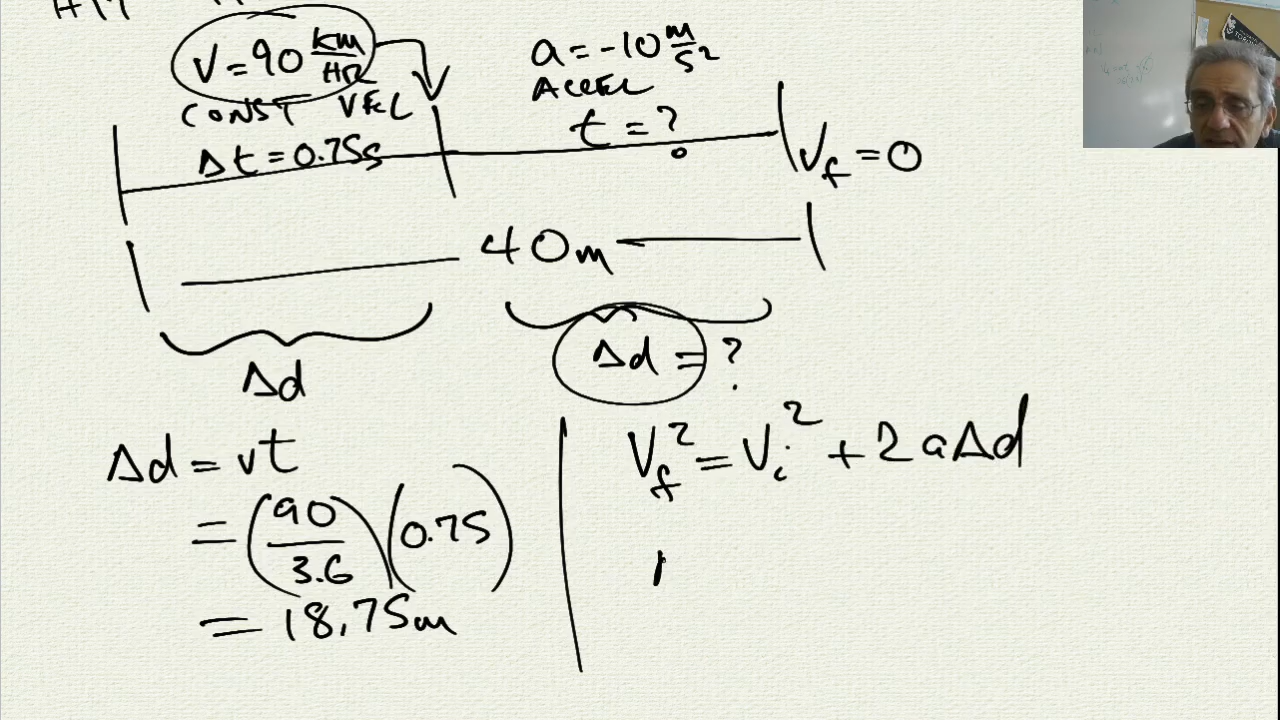 V = 90 km/HR
a = -10 m/s²
CONST VEL
ACCEL
Δt = 0.75s
t = ?
Vf = 0
40m
Δd
Δd = ?
Δd = vt
= (90/3.6)(0.75)
= 18.75m
Vf² = Vi² + 2aΔd